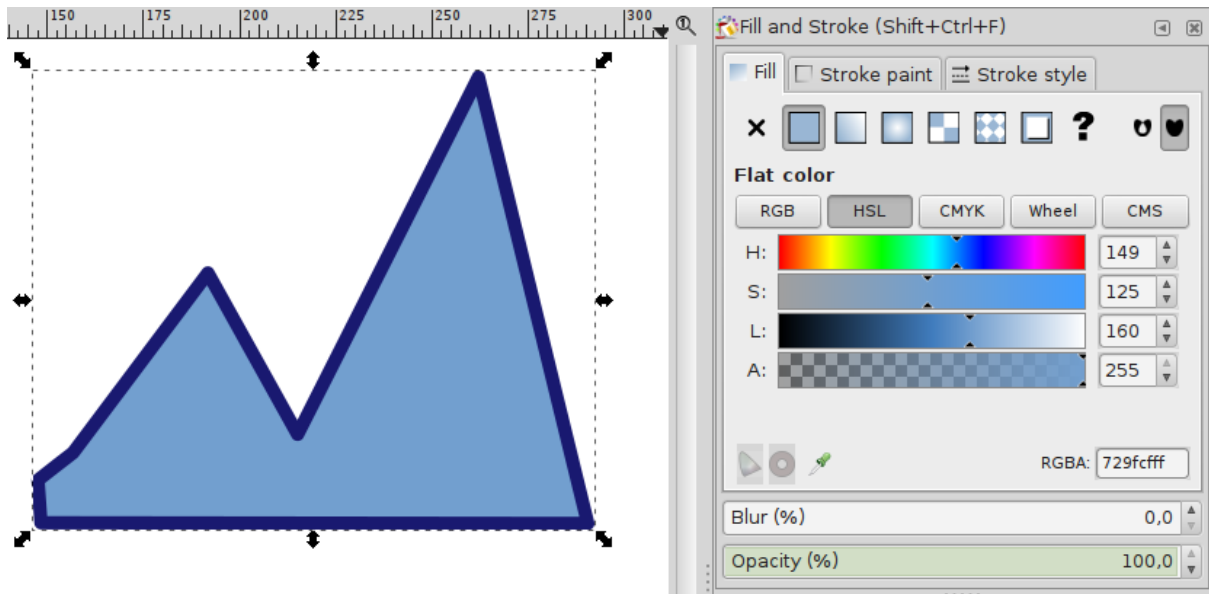 150 175 200 225 250 275 300
1
Fill and Stroke (Shift+Ctrl+F)
Fill Stroke paint Stroke style
?
Flat color
RGB HSL CMYK Wheel CMS
H: 149
S: 125
L: 160
A: 255
RGBA: 729fcfff
Blur (%) 0,0
Opacity (%) 100,0